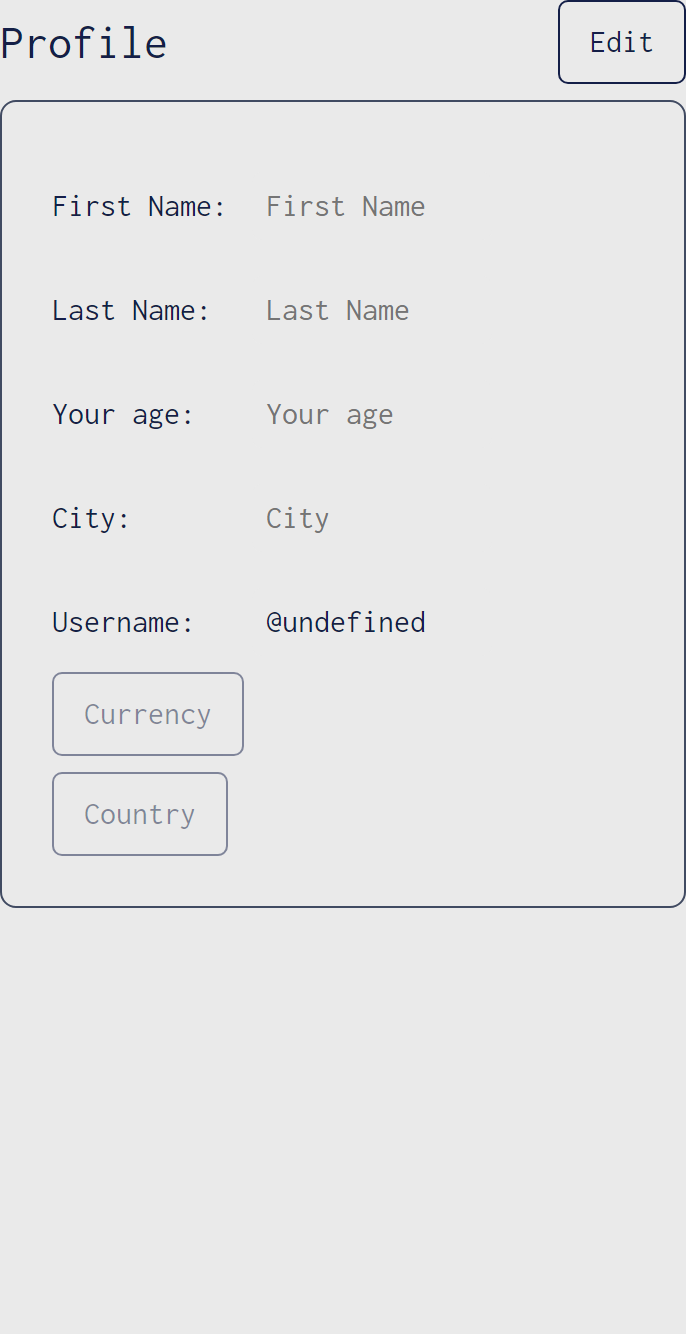 Profile Edit
First Name: First Name
Last Name: Last Name
Your age: Your age
City: City
Username: @undefined
Currency
Country